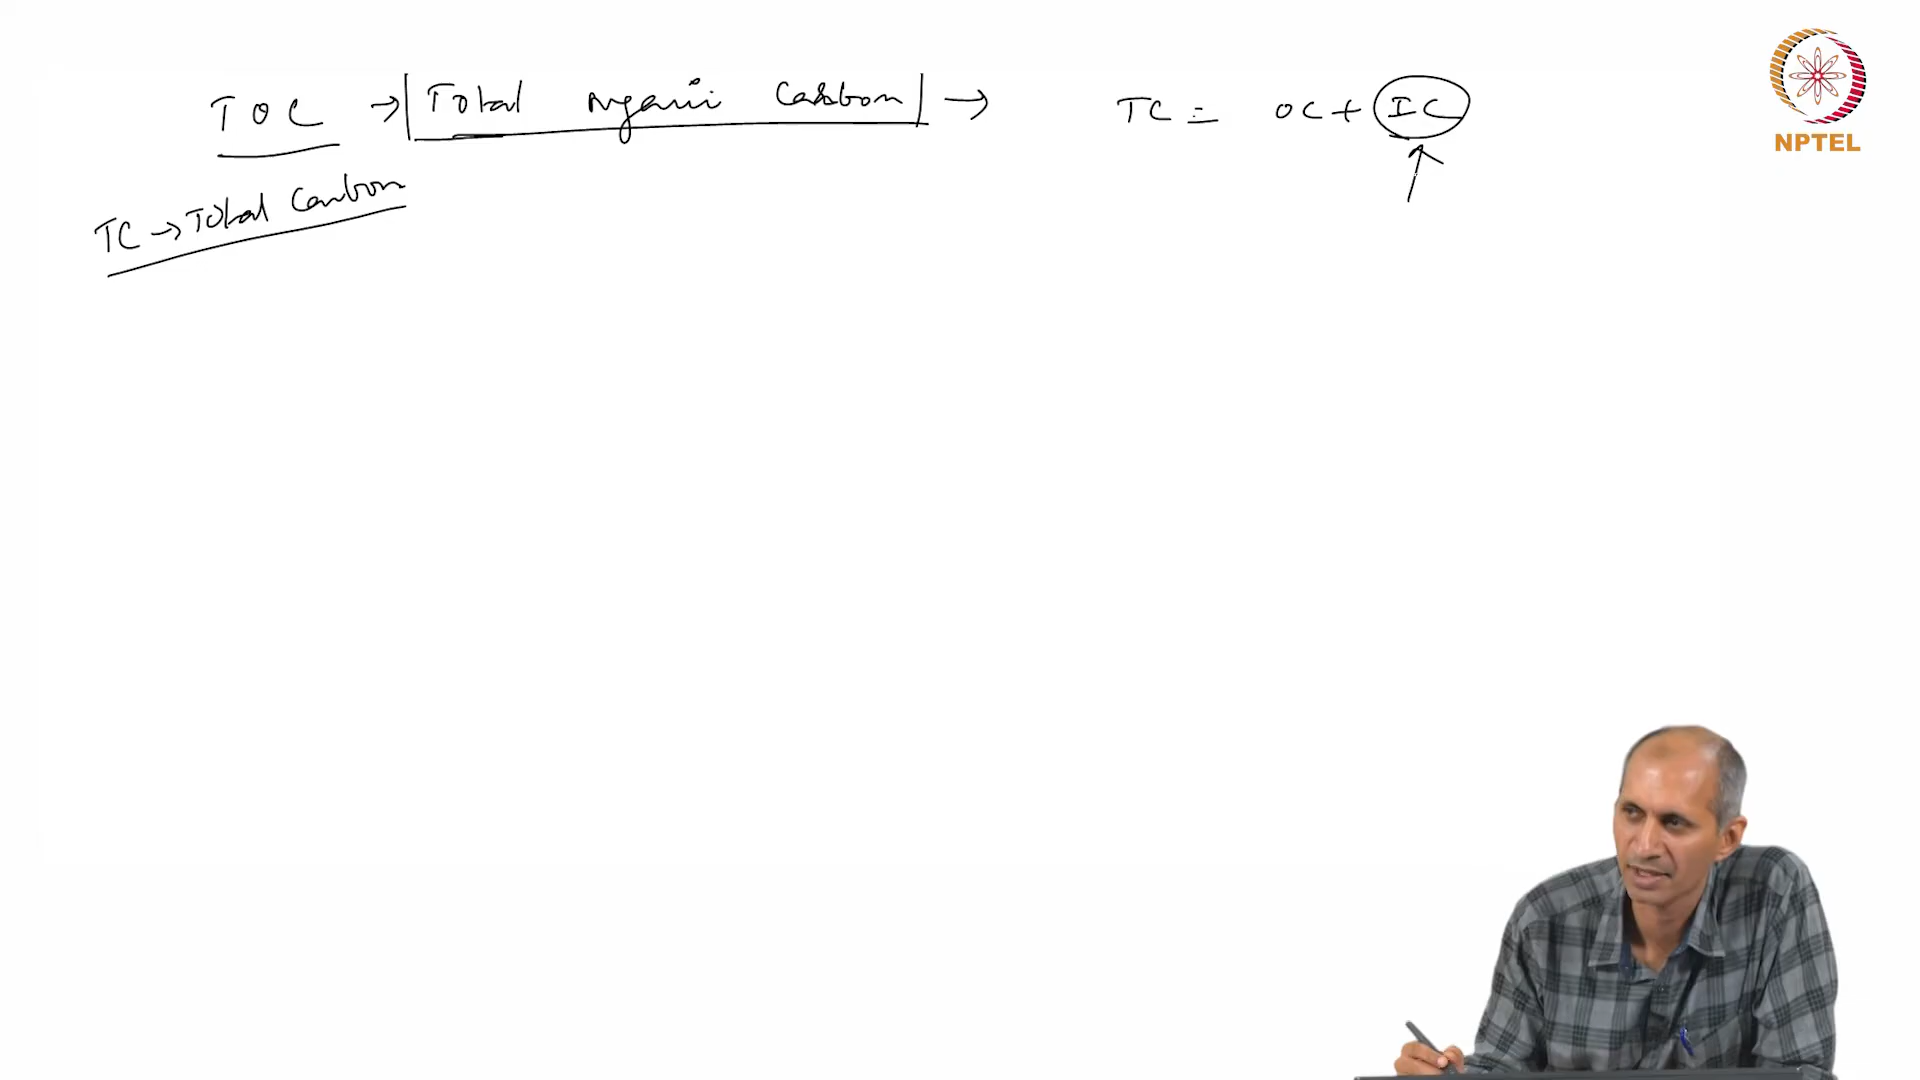 TOC → Total organic Carbon → TC = OC + IC
TC → Total Carbon
NPTEL